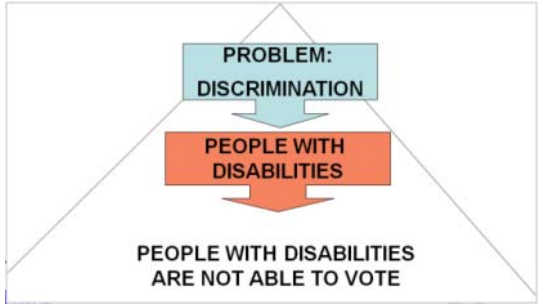 PROBLEM:
DISCRIMINATION
PEOPLE WITH
DISABILITIES
PEOPLE WITH DISABILITIES
ARE NOT ABLE TO VOTE